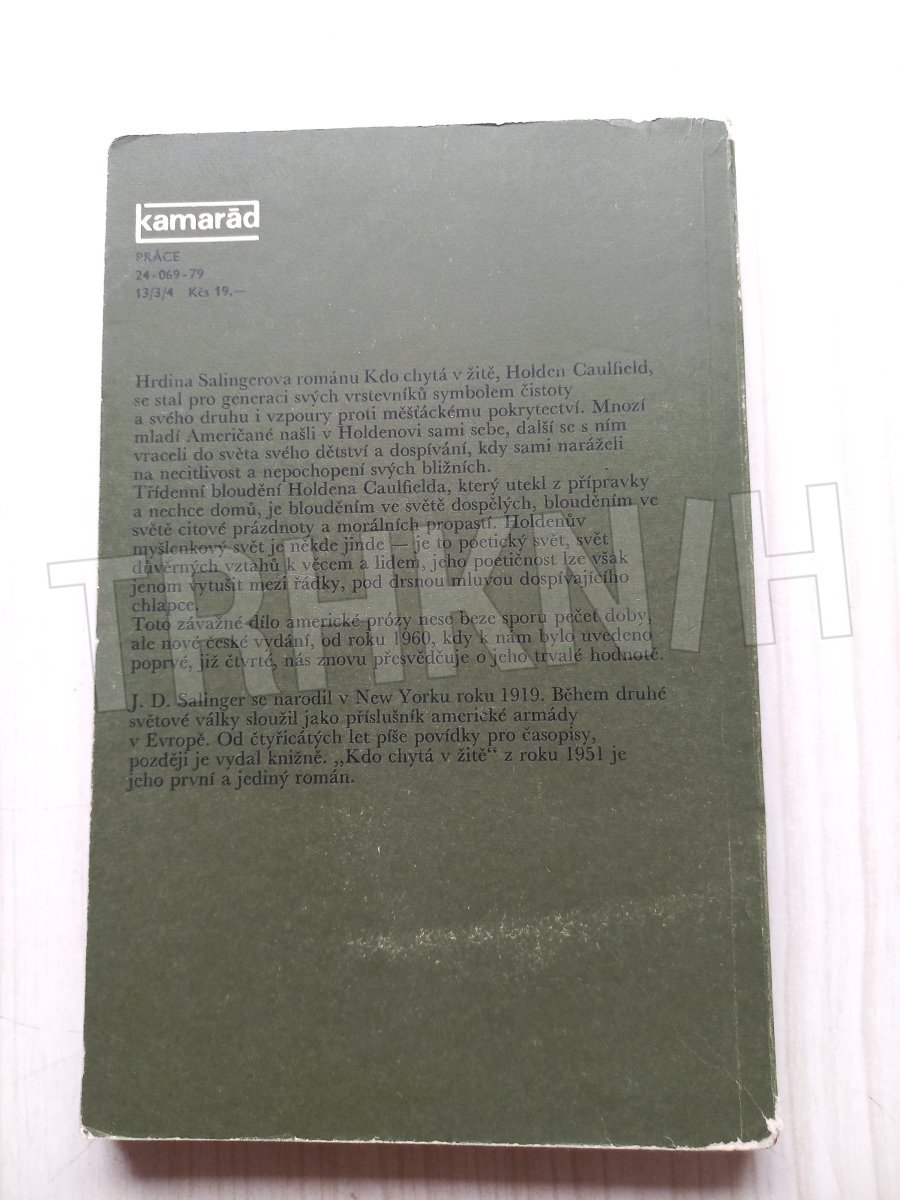 kamarād
PRÁCE
24-069-79
13/3/4 Kčs 19,—
Hrdina Salingerova románu Kdo chytá v žitě, Holden Caulfield,
se stal pro generaci svých vrstevníků symbolem čistoty
a svého druhu i vzpoury proti měšťáckému pokrytectví. Mnozí
mladí Američané našli v Holdenovi sami sebe, další se s ním
vraceli do světa svého dětství a dospívání, kdy sami naráželi
na necitlivost a nepochopení svých bližních.
Třídenní bloudění Holdena Caulfielda, který utekl z přípravky
a nechce domů, je blouděním ve světě dospělých, blouděním ve
světě citové prázdnoty a morálních propastí. Holdenův
myšlenkový svět je někde jinde — je to poetický svět, svět
důvěrných vztahů k věcem a lidem, jeho poetičnost lze však
jenom vytušit mezi řádky, pod drsnou mluvou dospívajícího
chlapce.
Toto závažné dílo americké prózy nese beze sporu pečeť doby,
ale nové české vydání, od roku 1960, kdy k nám bylo uvedeno
poprvé, již čtvrté, nás znovu přesvědčuje o jeho trvalé hodnotě.
J. D. Salinger se narodil v New Yorku roku 1919. Během druhé
světové války sloužil jako příslušník americké armády
v Evropě. Od čtyřicátých let píše povídky pro časopisy,
později je vydal knižně. „Kdo chytá v žitě“ z roku 1951 je
jeho první a jediný román.
TRHKNIH